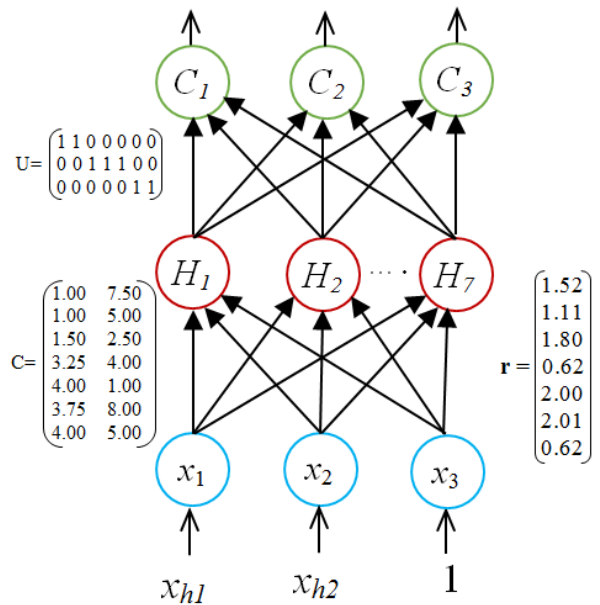 C1 C2 C3
U= (1 1 0 0 0 0 0
0 0 1 1 1 0 0
0 0 0 0 0 1 1)
H1 H2 ···· H7
C= (1.00 7.50
1.00 5.00
1.50 2.50
3.25 4.00
4.00 1.00
3.75 8.00
4.00 5.00)
r = (1.52
1.11
1.80
0.62
2.00
2.01
0.62)
x1 x2 x3
xh1 xh2 1